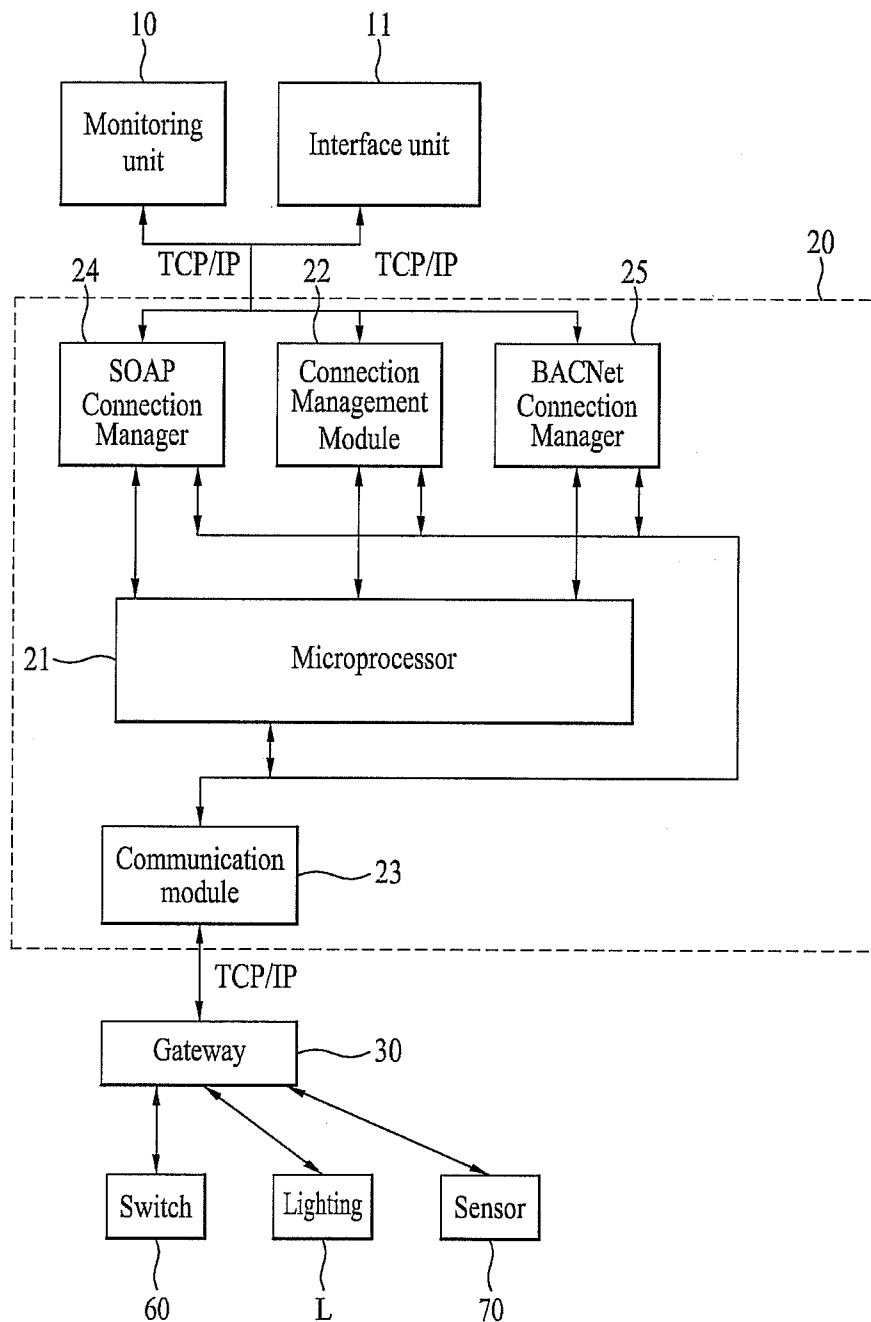 10
11
Monitoring
unit
Interface unit
TCP/IP
TCP/IP
20
24
22
25
SOAP
Connection
Manager
Connection
Management
Module
BACNet
Connection
Manager
21
Microprocessor
Communication
module
23
TCP/IP
Gateway
30
Switch
Lighting
Sensor
60
L
70